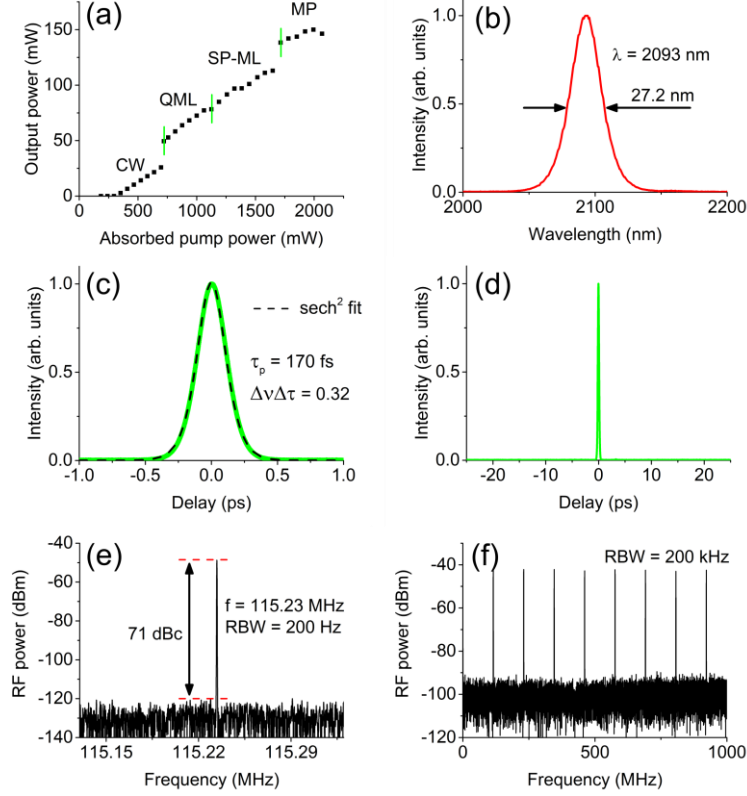 (a)
MP
SP-ML
QML
CW
150
100
50
0
Output power (mW)
0 500 1000 1500 2000
Absorbed pump power (mW)
(b)
λ = 2093 nm
27.2 nm
1.0
0.5
0.0
Intensity (arb. units)
2000 2100 2200
Wavelength (nm)
(c)
sech² fit
τp = 170 fs
ΔνΔτ = 0.32
1.0
0.5
0.0
Intensity (arb. units)
-1.0 -0.5 0.0 0.5 1.0
Delay (ps)
(d)
1.0
0.5
0.0
Intensity (arb. units)
-20 -10 0 10 20
Delay (ps)
(e)
71 dBc
f = 115.23 MHz
RBW = 200 Hz
-40
-60
-80
-100
-120
-140
RF power (dBm)
115.15 115.22 115.29
Frequency (MHz)
(f)
RBW = 200 kHz
-40
-60
-80
-100
-120
RF power (dBm)
0 500 1000
Frequency (MHz)